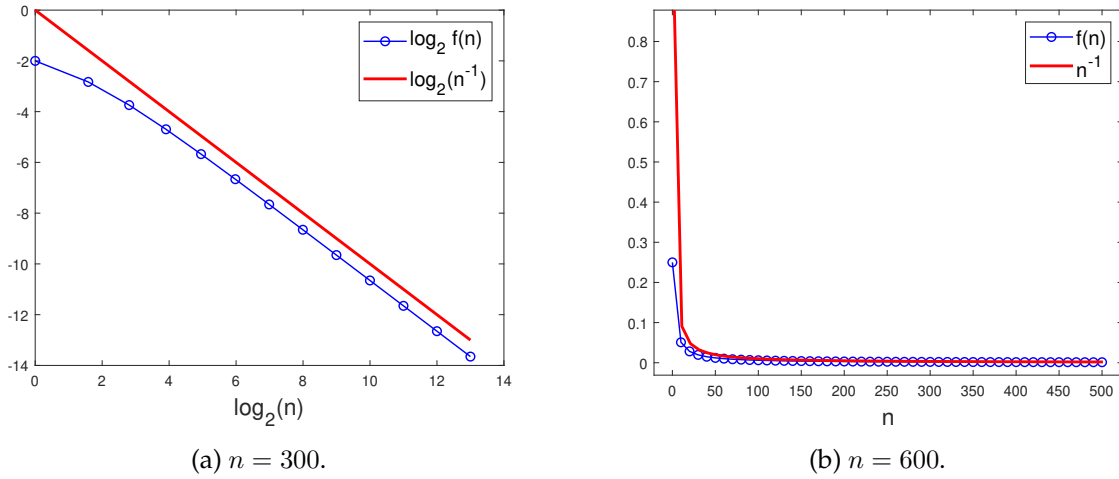 0
-2
-4
-6
-8
-10
-12
-14
0 2 4 6 8 10 12 14
log₂(n)
log₂ f(n)
log₂(n⁻¹)
(a) n = 300.
0.8
0.7
0.6
0.5
0.4
0.3
0.2
0.1
0
0 50 100 150 200 250 300 350 400 450 500
n
f(n)
n⁻¹
(b) n = 600.